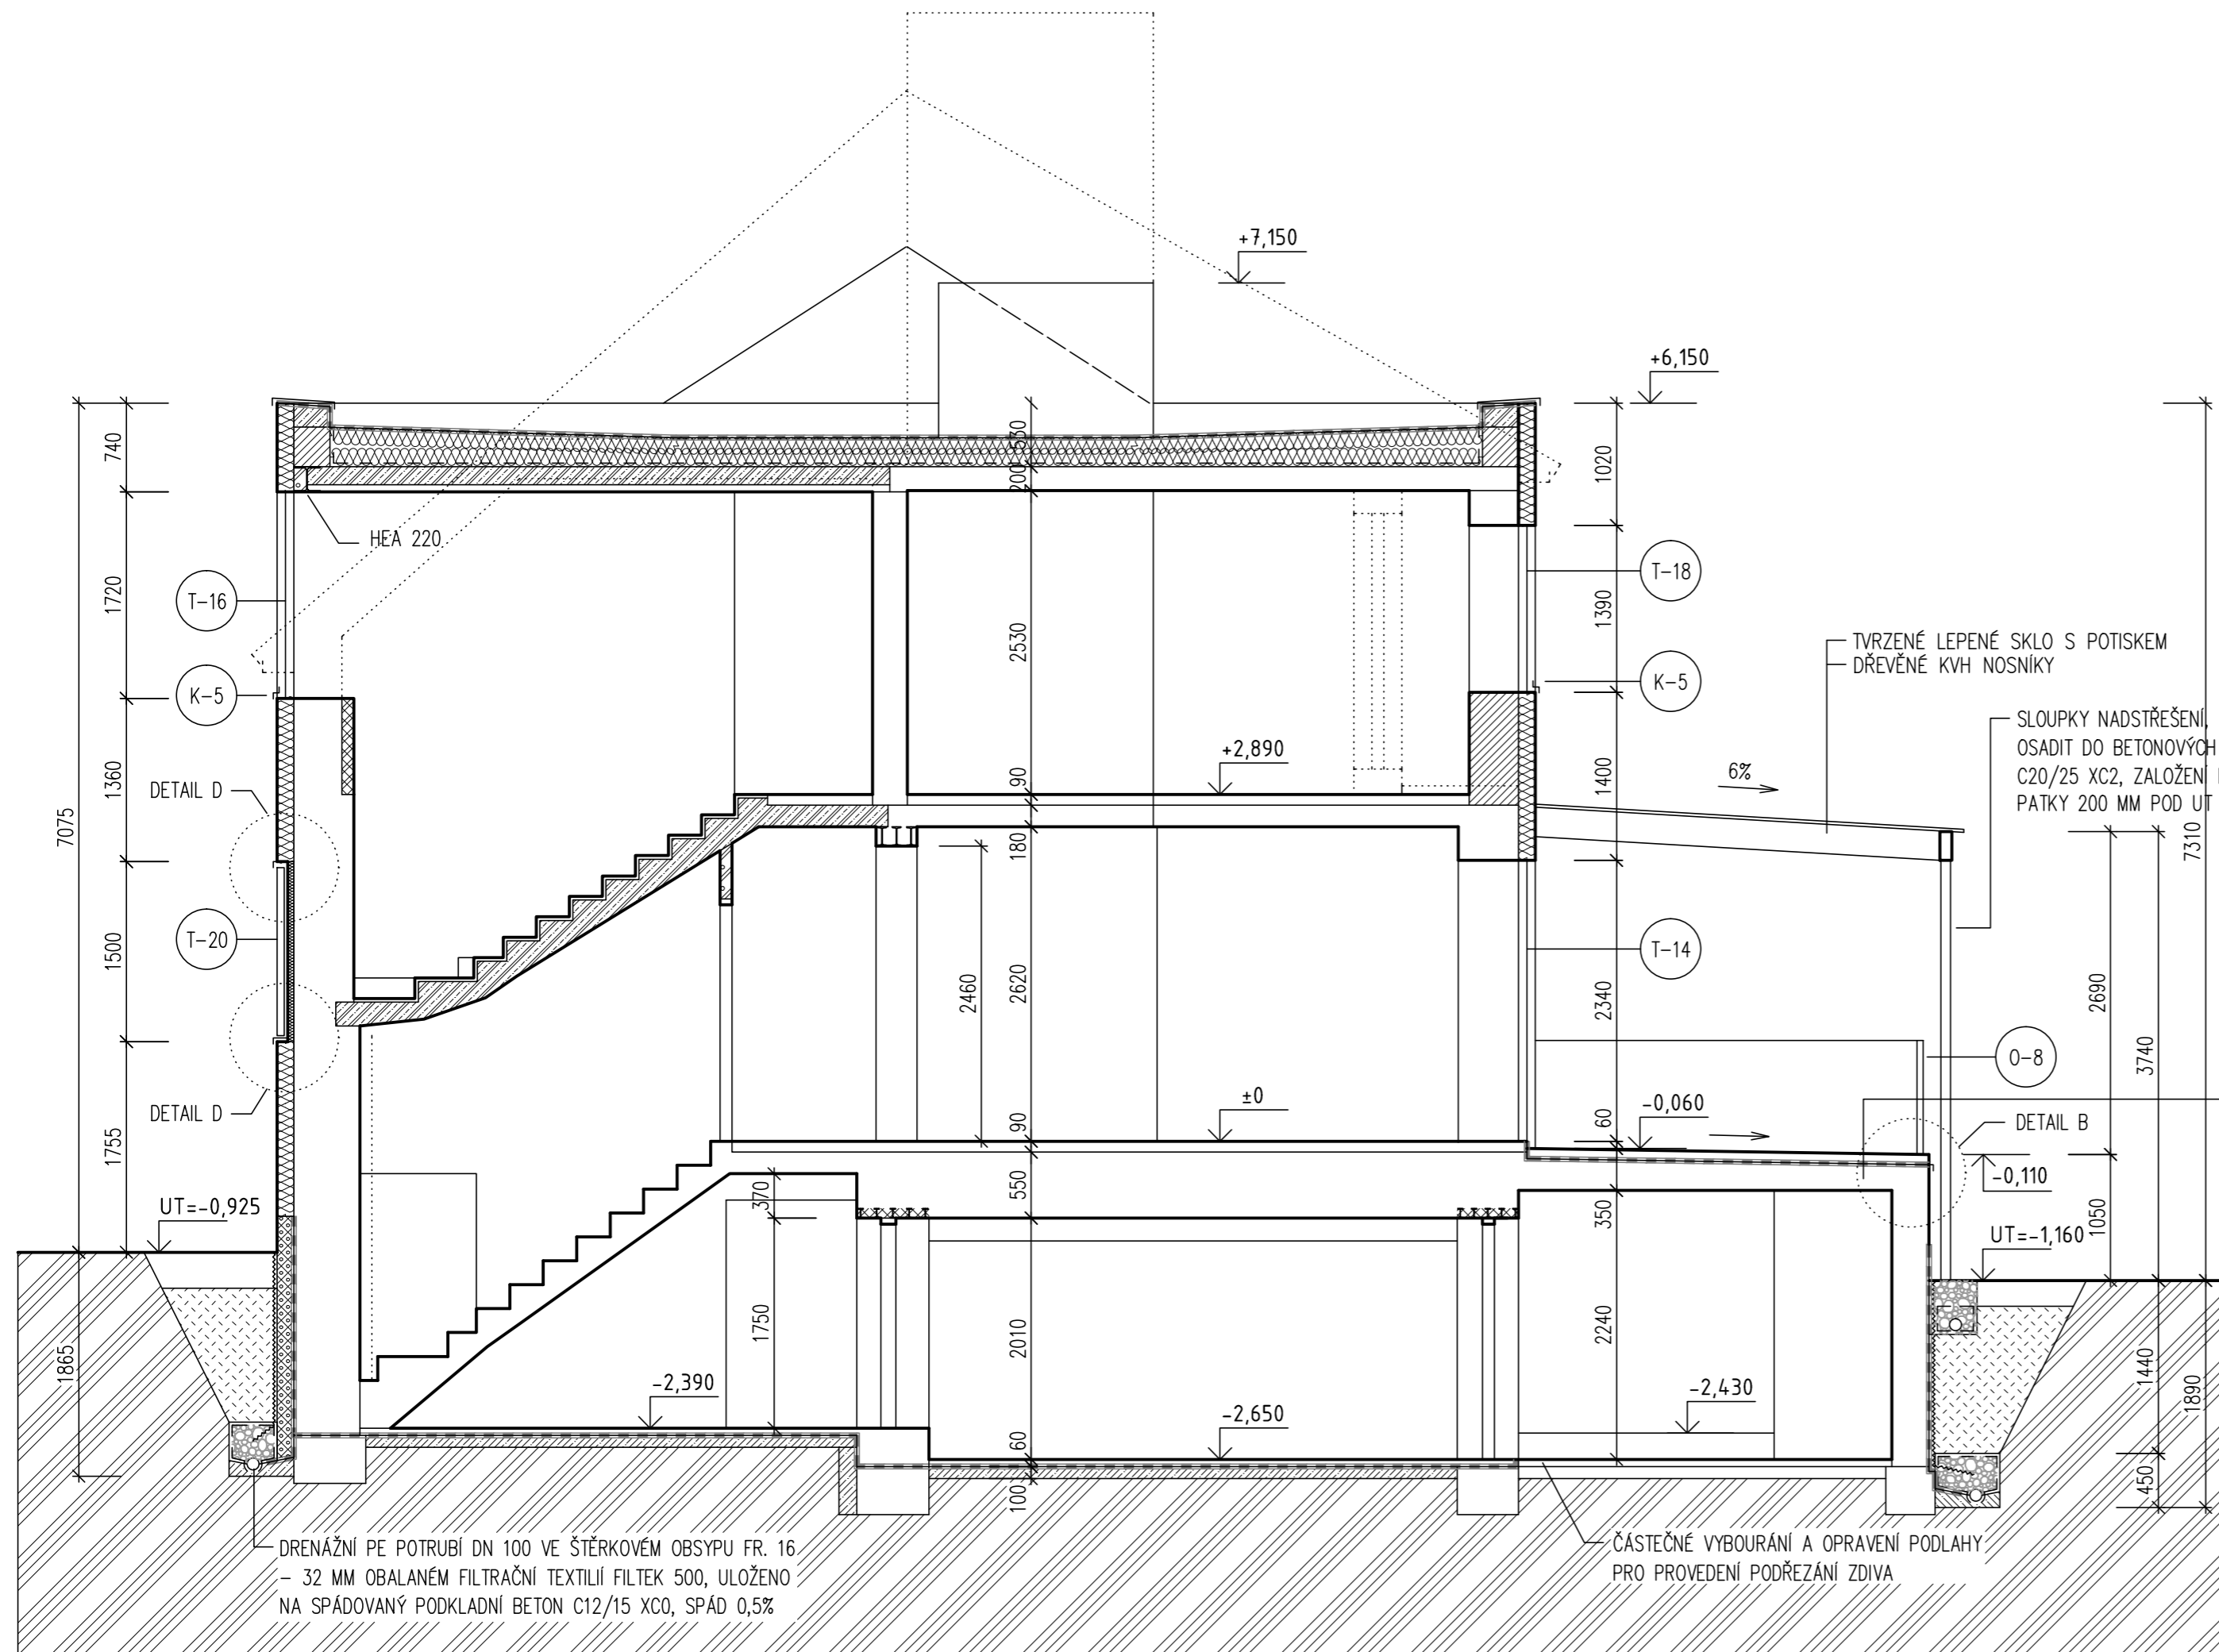 +7,150
+6,150
740
530
200
1020
HEA 220
T-16
1720
T-18
1390
2530
K-5
K-5
TVRZENÉ LEPENÉ SKLO S POTISKEM
DŘEVĚNÉ KVH NOSNÍKY
SLOUPKY NADSTŘEŠENÍ,
OSADIT DO BETONOVÝCH
C20/25 XC2, ZALOŽENÍ
PATKY 200 MM POD UT
+2,890
6%
1360
DETAIL D
90
1400
7075
180
7310
T-20
1500
T-14
2460
2620
2340
2690
3740
O-8
DETAIL D
±0
-0,060
DETAIL B
1755
90
60
-0,110
550
370
350
1050
UT=-0,925
UT=-1,160
1865
1750
2010
2240
1440
1890
-2,390
-2,650
-2,430
60
100
450
DRENÁŽNÍ PE POTRUBÍ DN 100 VE ŠTĚRKOVÉM OBSYPU FR. 16
- 32 MM OBALANÉM FILTRAČNÍ TEXTILIÍ FILTEK 500, ULOŽENO
NA SPÁDOVANÝ PODKLADNÍ BETON C12/15 XC0, SPÁD 0,5%
ČÁSTEČNÉ VYBOURÁNÍ A OPRAVENÍ PODLAHY
PRO PROVEDENÍ PODŘEZÁNÍ ZDIVA